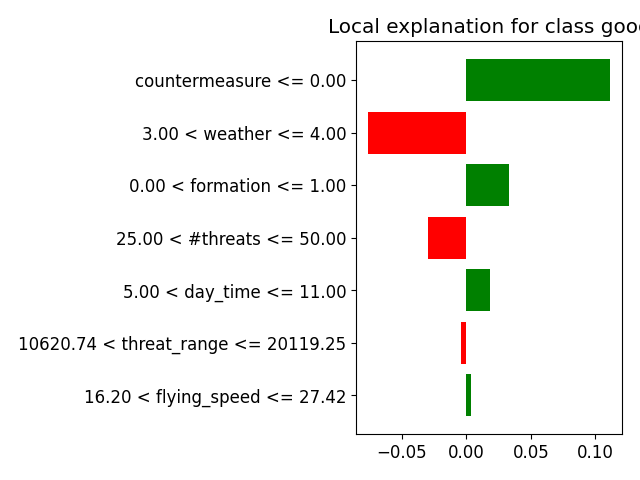 Local explanation for class good
countermeasure <= 0.00
3.00 < weather <= 4.00
0.00 < formation <= 1.00
25.00 < #threats <= 50.00
5.00 < day_time <= 11.00
10620.74 < threat_range <= 20119.25
16.20 < flying_speed <= 27.42
−0.05 0.00 0.05 0.10